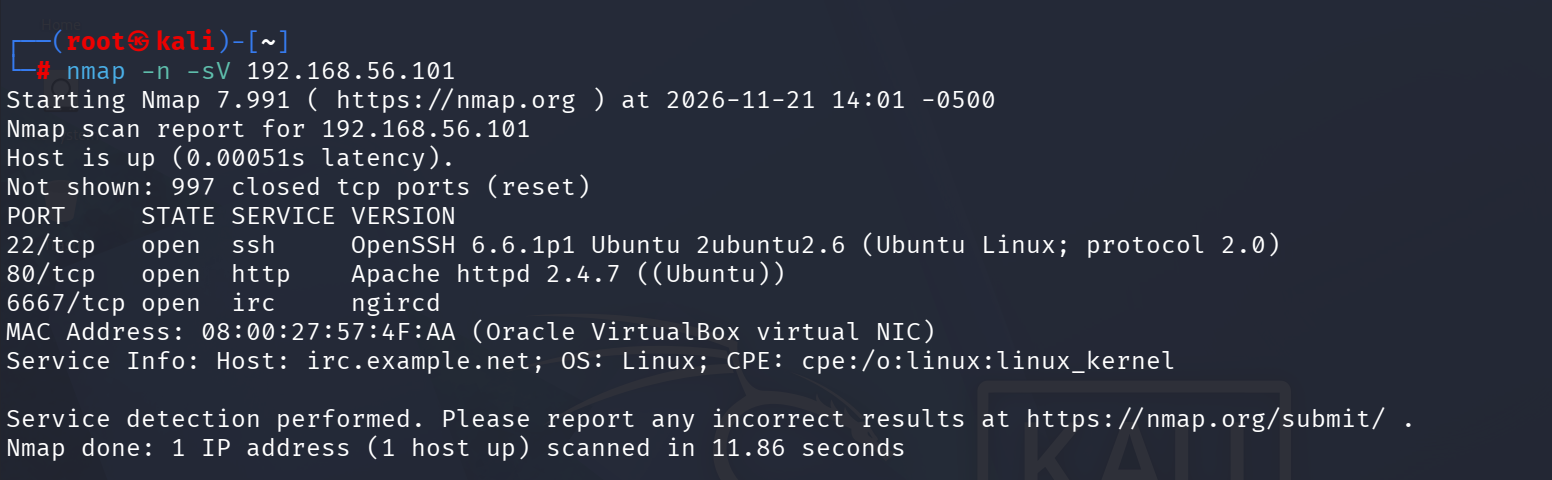 Home
┌──(root㉿kali)-[~]
└─# nmap -n -sV 192.168.56.101
Starting Nmap 7.991 ( https://nmap.org ) at 2026-11-21 14:01 -0500
Nmap scan report for 192.168.56.101
Host is up (0.00051s latency).
Not shown: 997 closed tcp ports (reset)
PORT     STATE SERVICE VERSION
22/tcp   open  ssh     OpenSSH 6.6.1p1 Ubuntu 2ubuntu2.6 (Ubuntu Linux; protocol 2.0)
80/tcp   open  http    Apache httpd 2.4.7 ((Ubuntu))
6667/tcp open  irc     ngircd
MAC Address: 08:00:27:57:4F:AA (Oracle VirtualBox virtual NIC)
Service Info: Host: irc.example.net; OS: Linux; CPE: cpe:/o:linux:linux_kernel
Service detection performed. Please report any incorrect results at https://nmap.org/submit/ .
Nmap done: 1 IP address (1 host up) scanned in 11.86 seconds
KALI